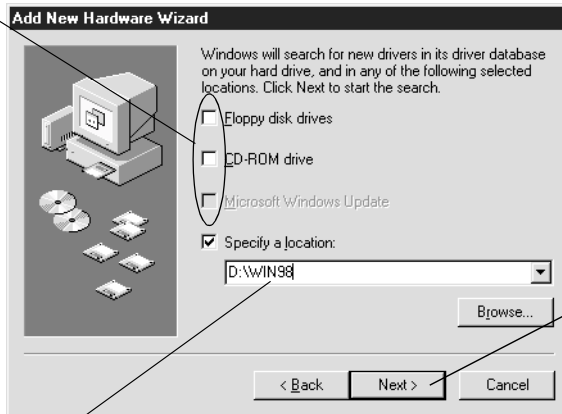 Add New Hardware Wizard
Windows will search for new drivers in its driver database
on your hard drive, and in any of the following selected
locations. Click Next to start the search.
Floppy disk drives
CD-ROM drive
Microsoft Windows Update
Specify a location:
D:\WIN98
Browse...
< Back
Next >
Cancel